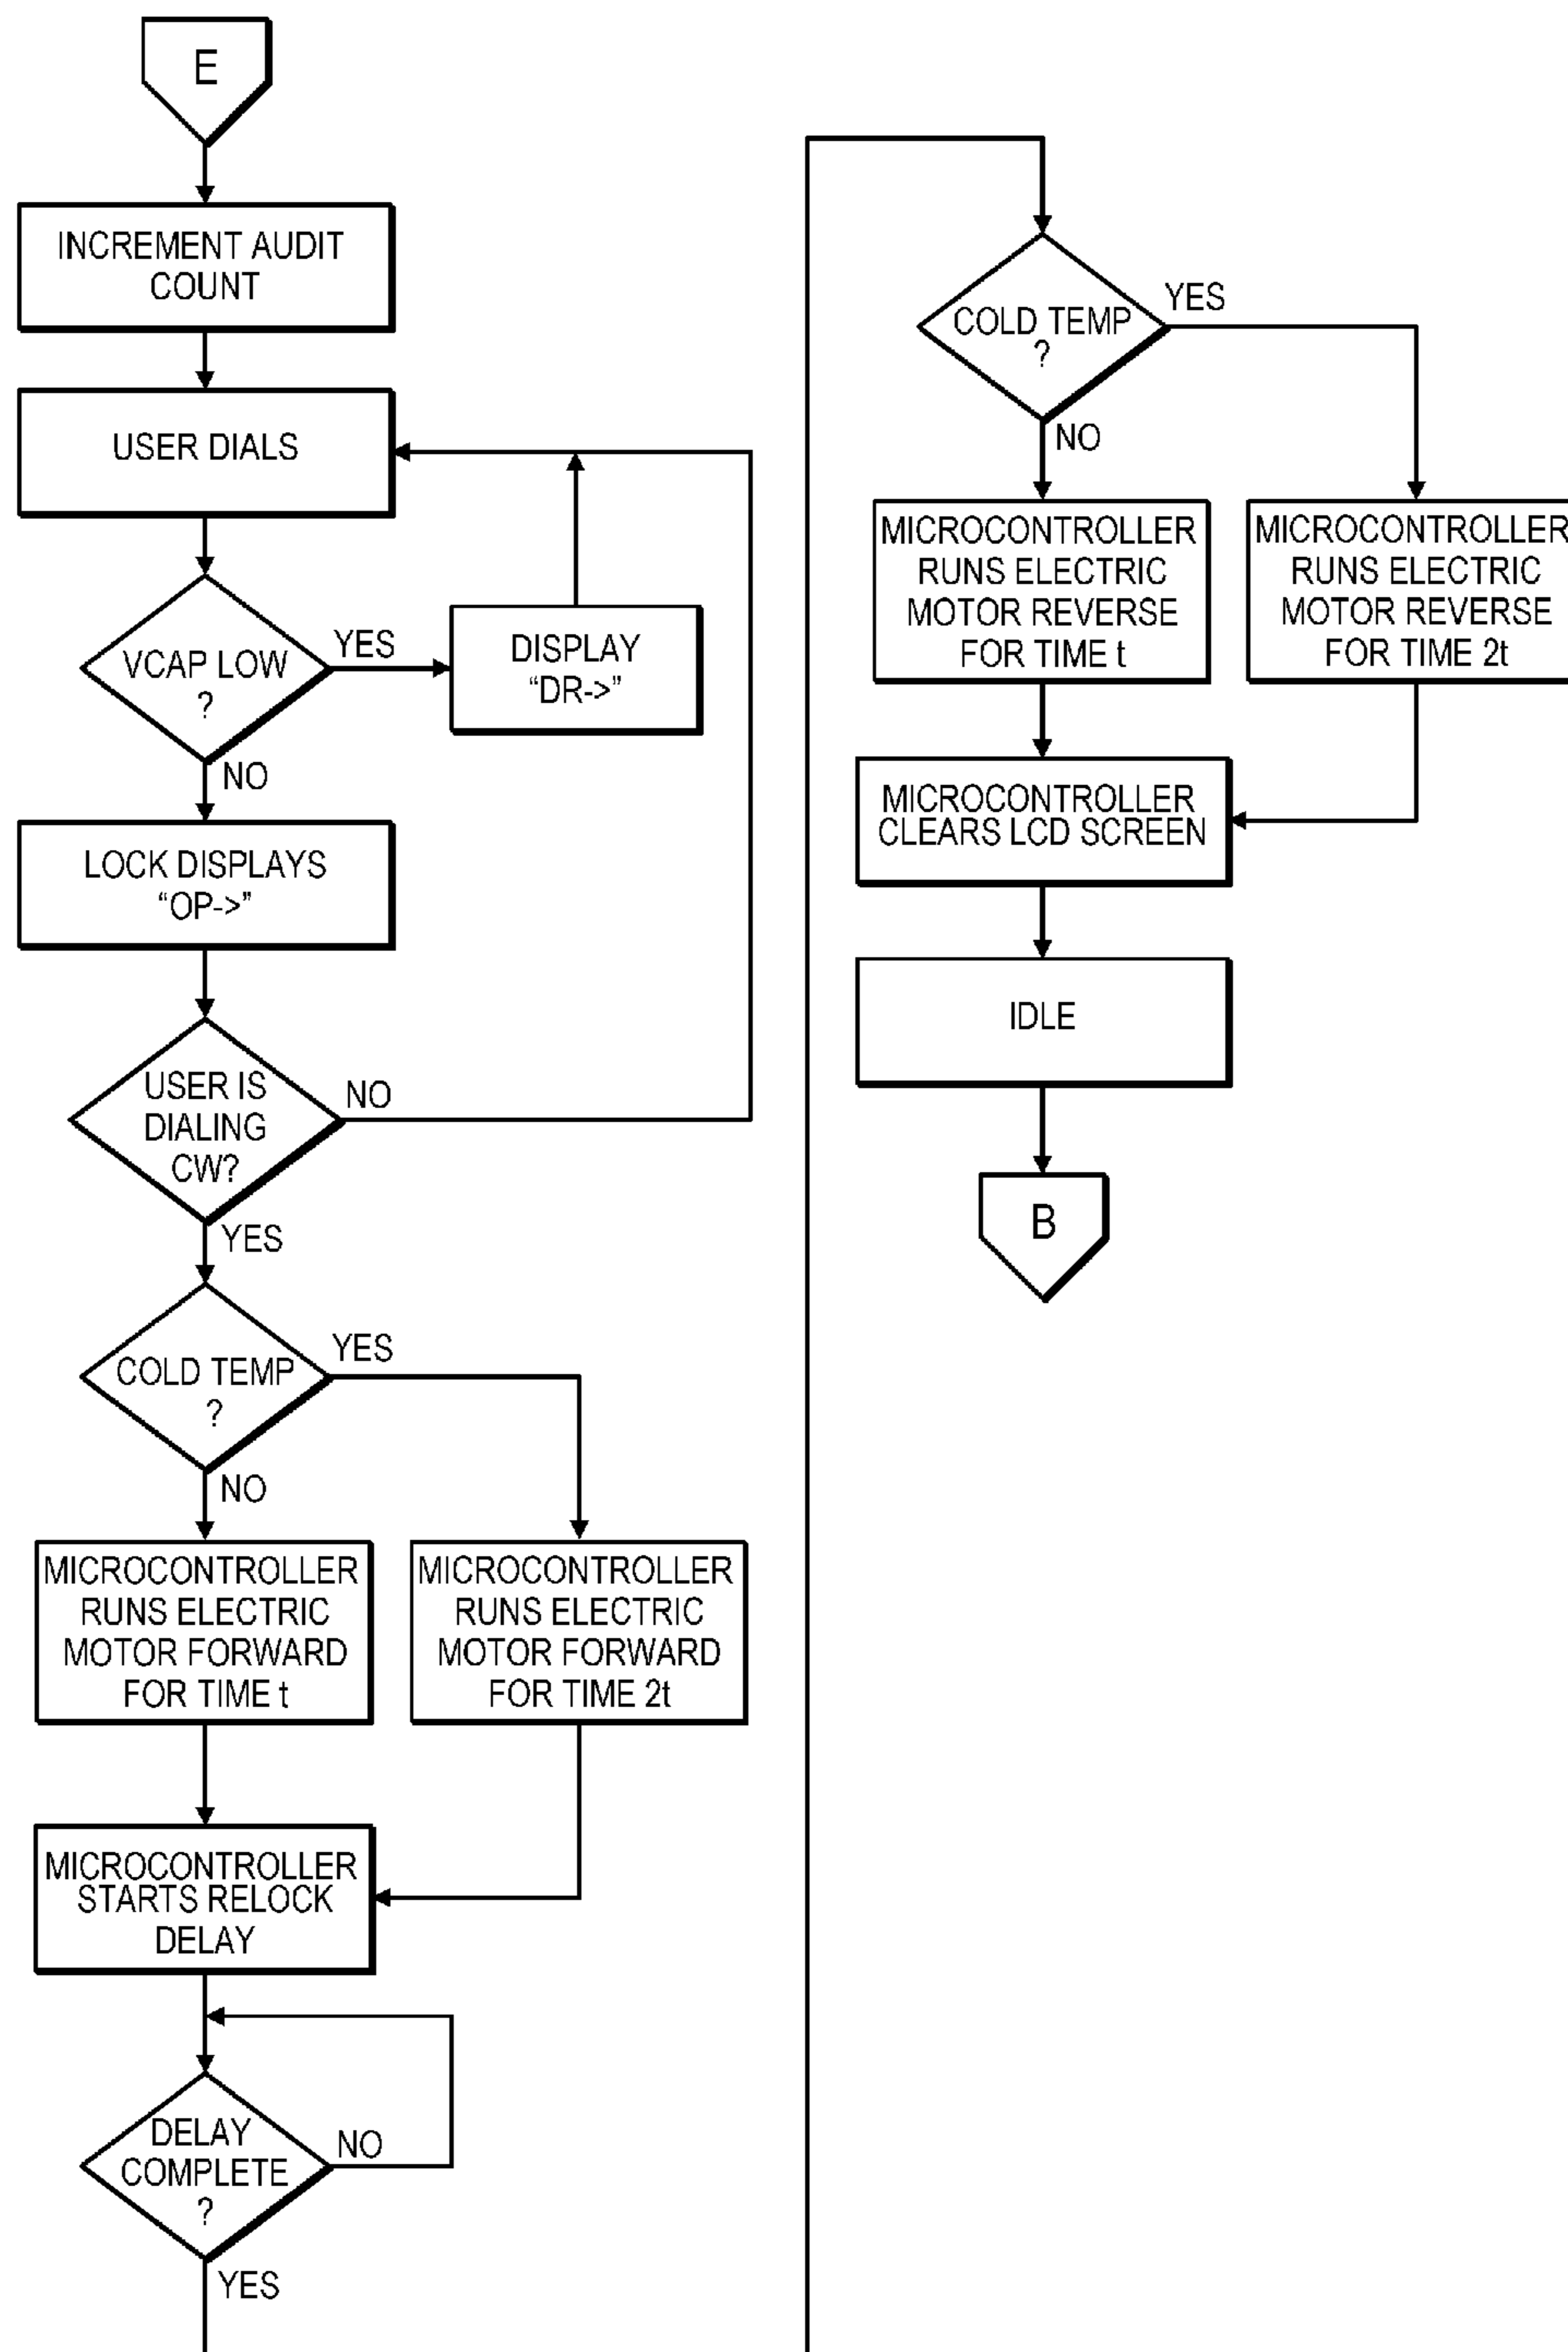 E
INCREMENT AUDIT
COUNT
USER DIALS
VCAP LOW
?
YES
DISPLAY
“DR->”
NO
LOCK DISPLAYS
“OP->”
USER IS
DIALING
CW?
NO
YES
COLD TEMP
?
YES
NO
MICROCONTROLLER
RUNS ELECTRIC
MOTOR FORWARD
FOR TIME t
MICROCONTROLLER
RUNS ELECTRIC
MOTOR FORWARD
FOR TIME 2t
MICROCONTROLLER
STARTS RELOCK
DELAY
DELAY
COMPLETE
?
NO
YES
COLD TEMP
?
YES
NO
MICROCONTROLLER
RUNS ELECTRIC
MOTOR REVERSE
FOR TIME t
MICROCONTROLLER
RUNS ELECTRIC
MOTOR REVERSE
FOR TIME 2t
MICROCONTROLLER
CLEARS LCD SCREEN
IDLE
B